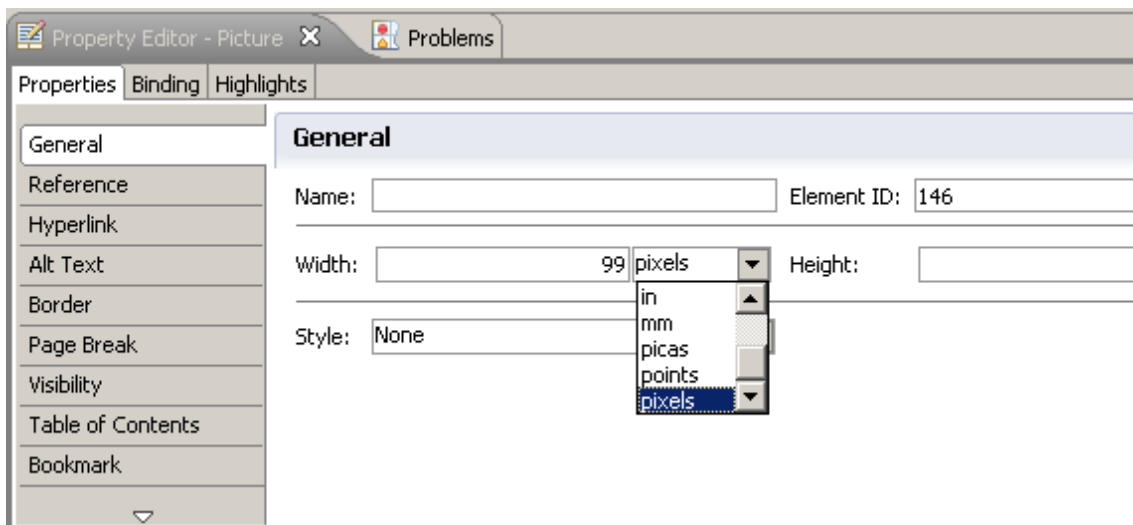 Property Editor - Picture Problems
Properties Binding Highlights
General
Reference
Hyperlink
Alt Text
Border
Page Break
Visibility
Table of Contents
Bookmark
General
Name: Element ID: 146
Width: 99 pixels Height:
in
mm
picas
points
pixels
Style: None